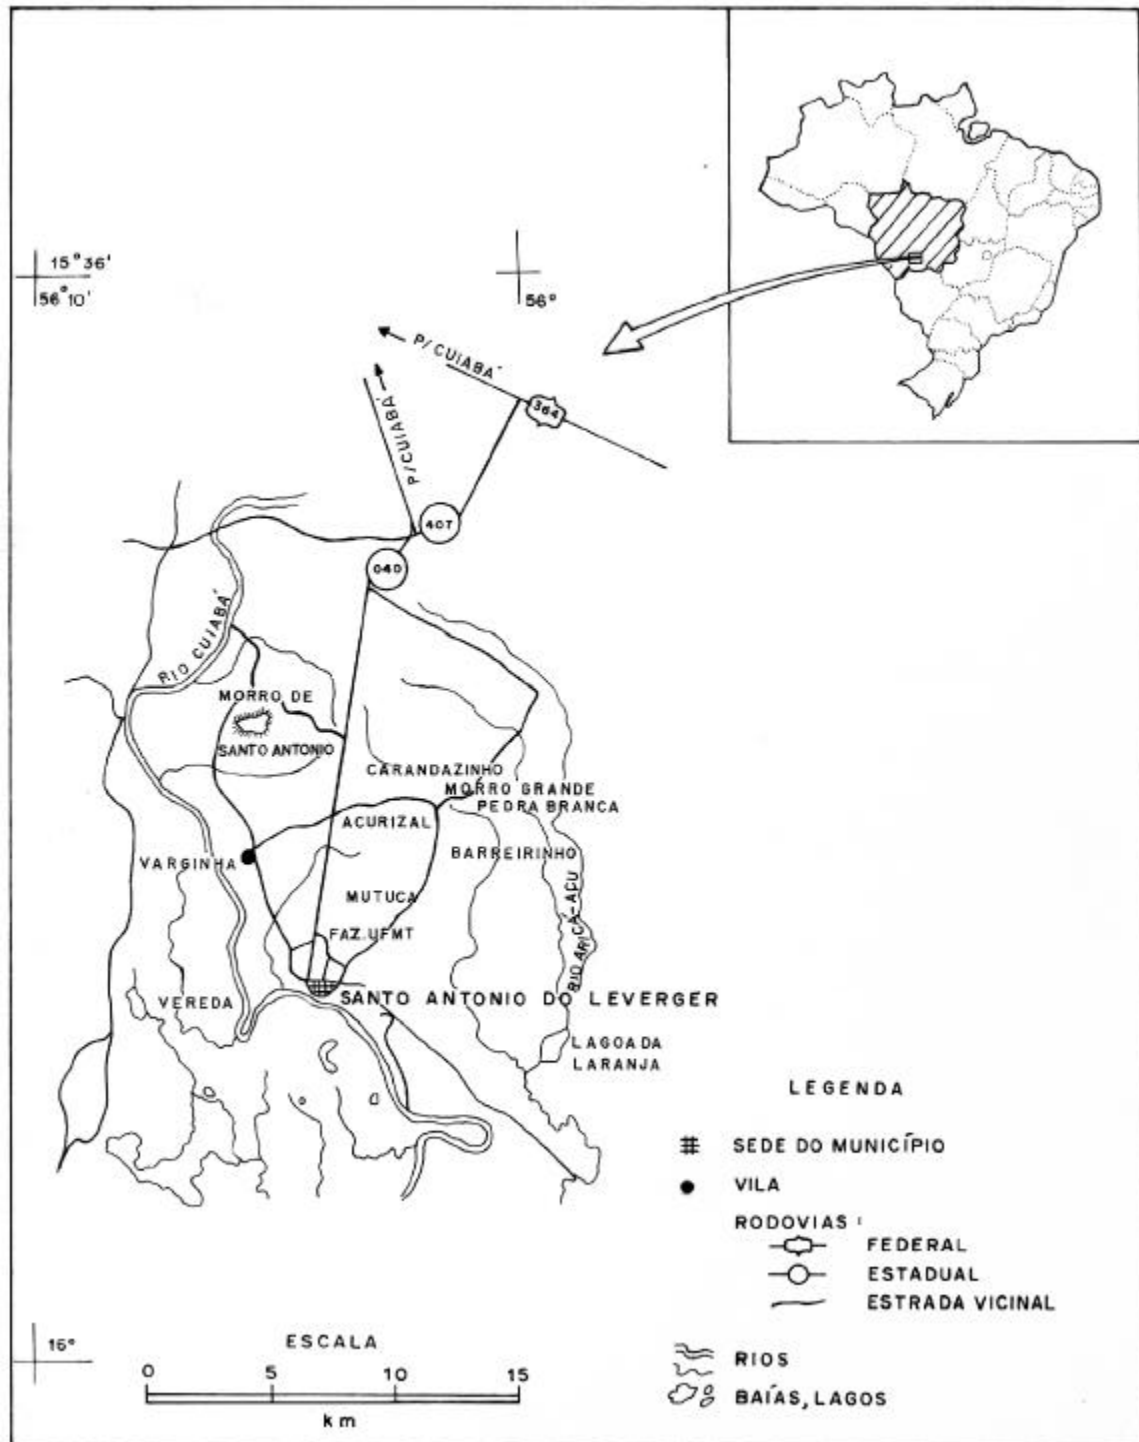 15° 36'
56° 10'
56°
P/ CUIABÁ
364
P/CUIABÁ
407
040
RIO CUIABÁ
MORRO DE
SANTO ANTONIO
CARANDAZINHO
MORRO GRANDE
PEDRA BRANCA
ACURIZAL
VARGINHA
BARREIRINHO
MUTUCA
RIO ARICÁ-AÇU
FAZ. UFMT
VEREDA
SANTO ANTONIO DO LEVERGER
LAGOA DA
LARANJA
LEGENDA
SEDE DO MUNICÍPIO
VILA
RODOVIAS:
FEDERAL
ESTADUAL
ESTRADA VICINAL
RIOS
BAÍAS, LAGOS
16°
ESCALA
0 5 10 15
km